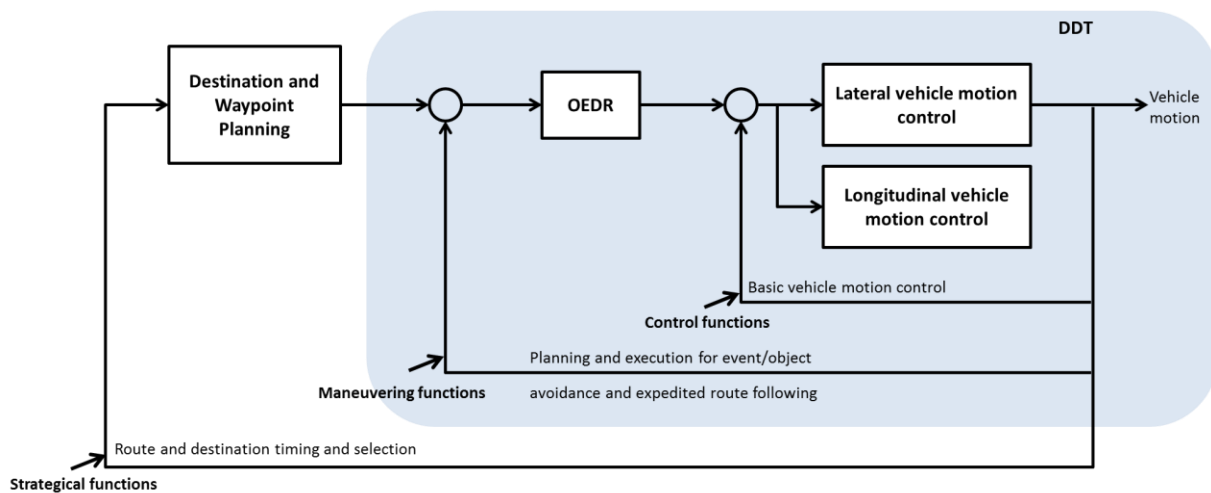 DDT
Destination and
Waypoint
Planning
OEDR
Lateral vehicle motion
control
Vehicle
motion
Longitudinal vehicle
motion control
Basic vehicle motion control
Control functions
Planning and execution for event/object
Maneuvering functions
avoidance and expedited route following
Route and destination timing and selection
Strategical functions